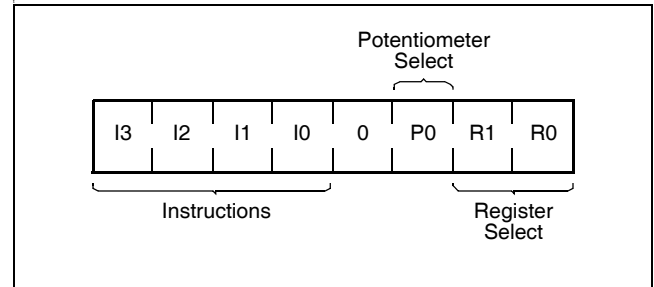 Potentiometer
Select
I3 I2 I1 I0 0 P0 R1 R0
Instructions
Register
Select